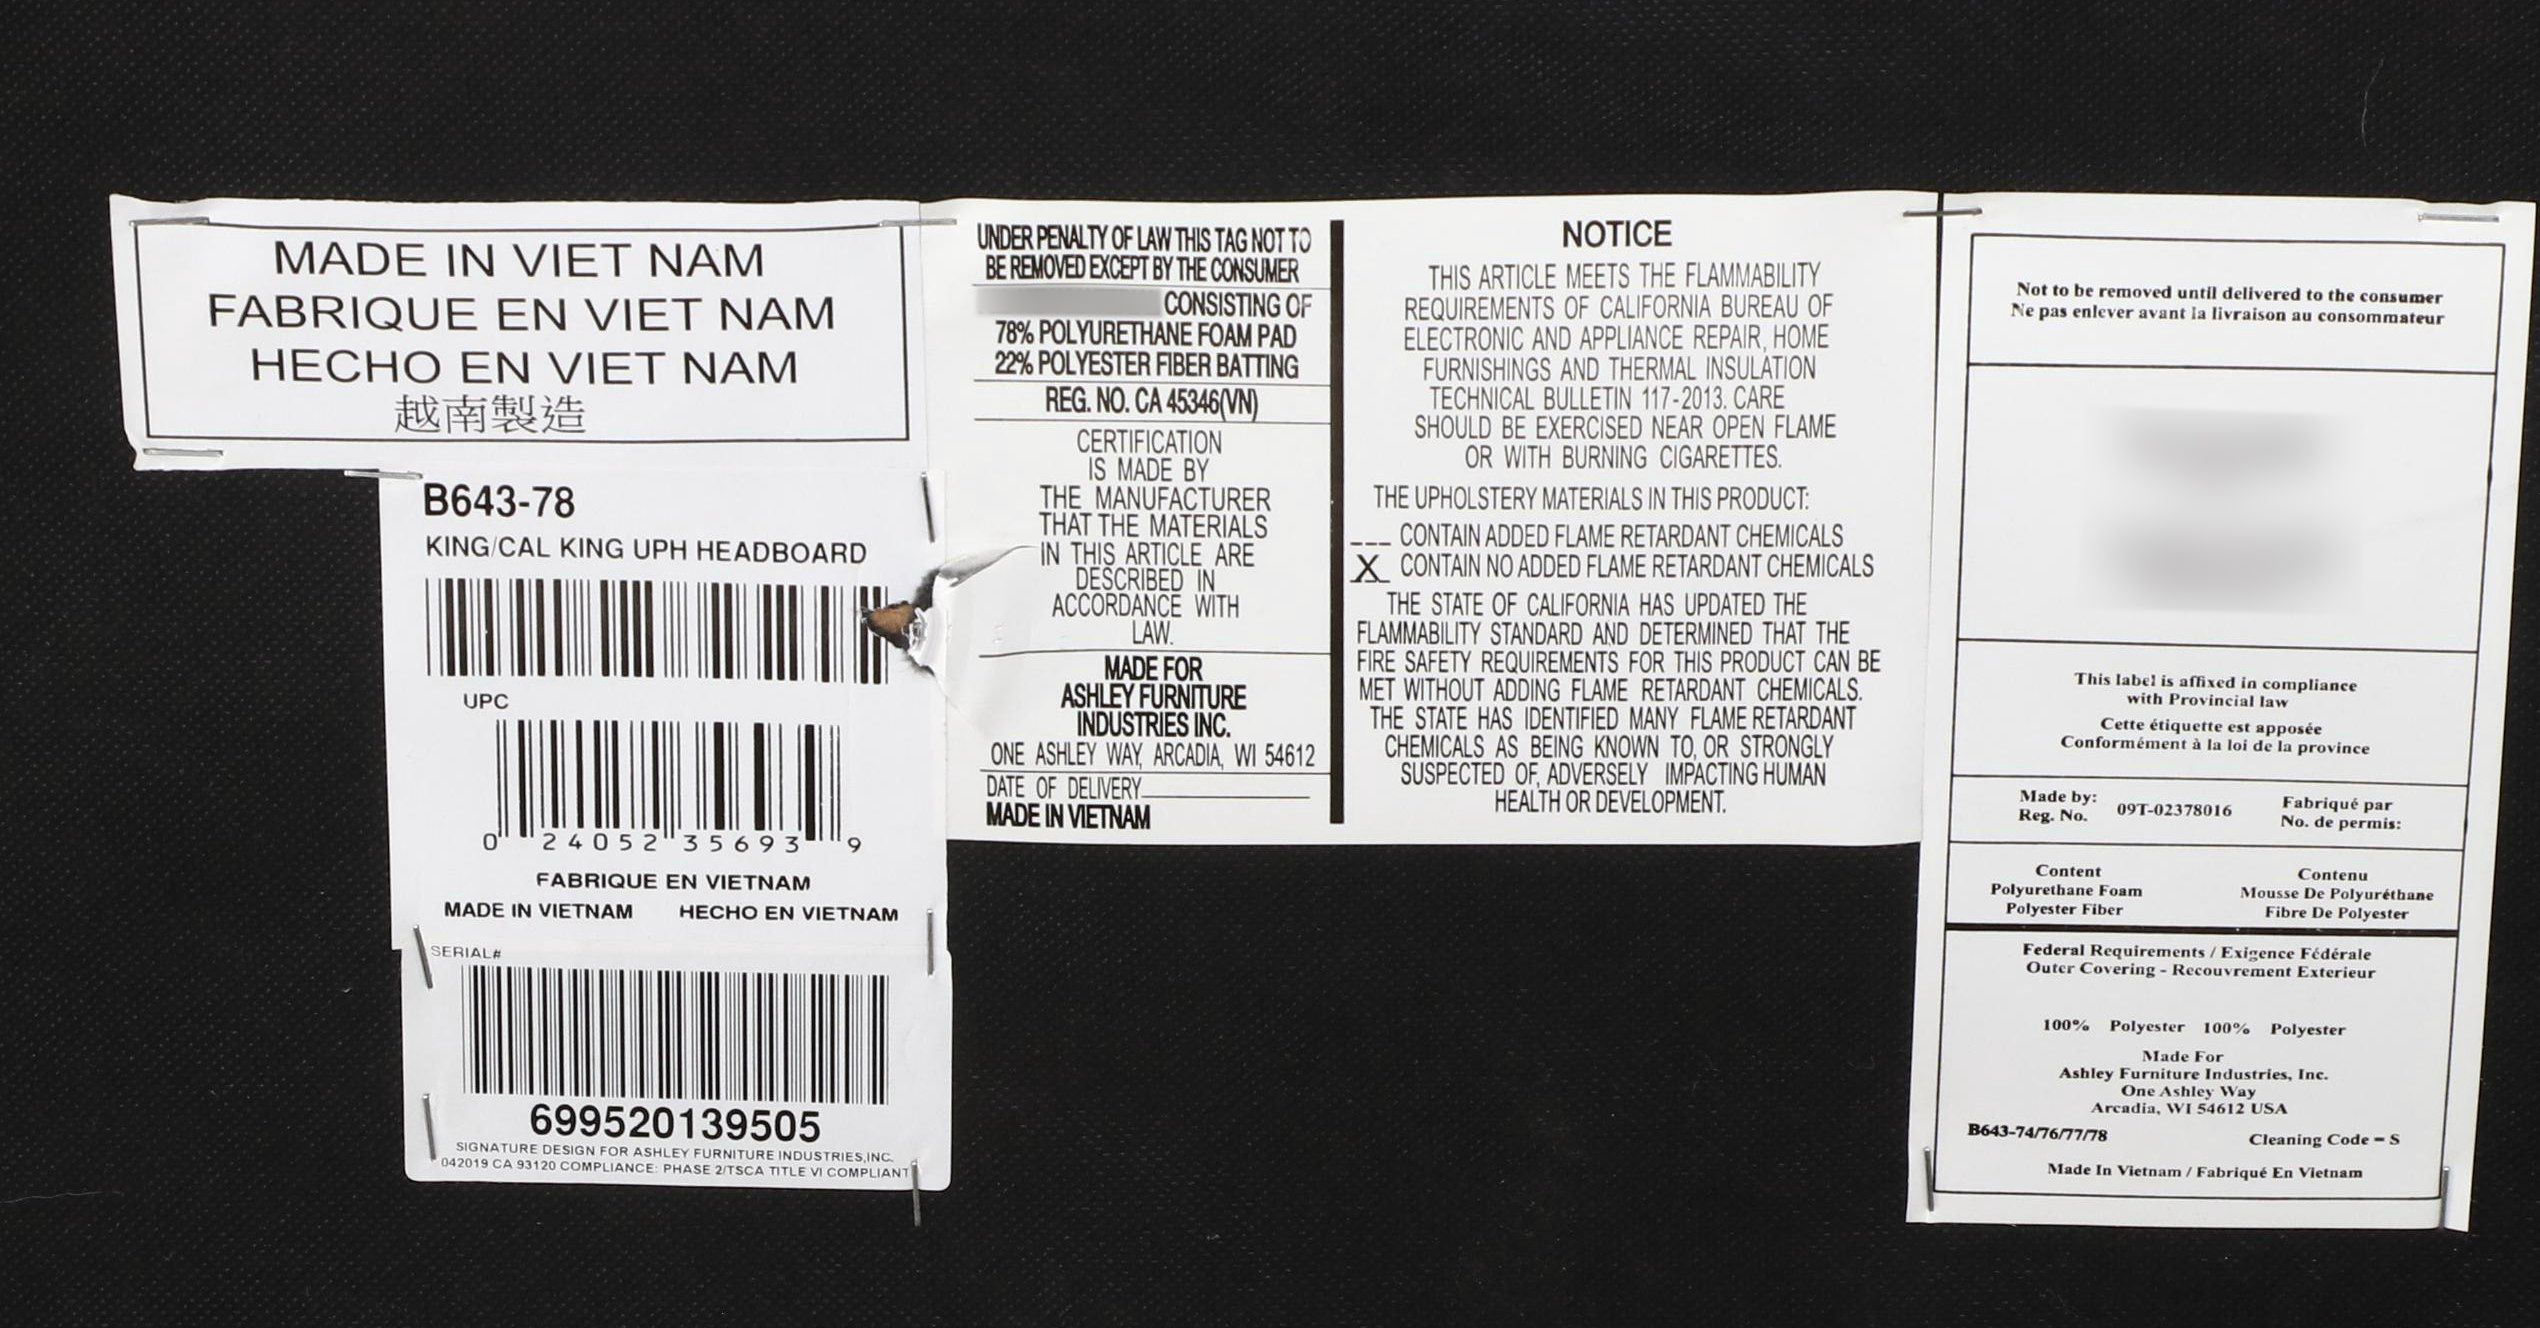 MADE IN VIET NAM
FABRIQUE EN VIET NAM
HECHO EN VIET NAM
越南製造
B643-78
KING/CAL KING UPH HEADBOARD
UPC
0 24052 35693 9
FABRIQUE EN VIETNAM
MADE IN VIETNAM HECHO EN VIETNAM
SERIAL#
699520139505
SIGNATURE DESIGN FOR ASHLEY FURNITURE INDUSTRIES,INC.
042019 CA 93120 COMPLIANCE: PHASE 2/TSCA TITLE VI COMPLIANT
UNDER PENALTY OF LAW THIS TAG NOT TO
BE REMOVED EXCEPT BY THE CONSUMER
CONSISTING OF
78% POLYURETHANE FOAM PAD
22% POLYESTER FIBER BATTING
REG. NO. CA 45346(VN)
CERTIFICATION
IS MADE BY
THE MANUFACTURER
THAT THE MATERIALS
IN THIS ARTICLE ARE
DESCRIBED IN
ACCORDANCE WITH
LAW.
MADE FOR
ASHLEY FURNITURE
INDUSTRIES INC.
ONE ASHLEY WAY, ARCADIA, WI 54612
DATE OF DELIVERY
MADE IN VIETNAM
NOTICE
THIS ARTICLE MEETS THE FLAMMABILITY
REQUIREMENTS OF CALIFORNIA BUREAU OF
ELECTRONIC AND APPLIANCE REPAIR, HOME
FURNISHINGS AND THERMAL INSULATION
TECHNICAL BULLETIN 117-2013. CARE
SHOULD BE EXERCISED NEAR OPEN FLAME
OR WITH BURNING CIGARETTES.
THE UPHOLSTERY MATERIALS IN THIS PRODUCT:
___ CONTAIN ADDED FLAME RETARDANT CHEMICALS
X CONTAIN NO ADDED FLAME RETARDANT CHEMICALS
THE STATE OF CALIFORNIA HAS UPDATED THE
FLAMMABILITY STANDARD AND DETERMINED THAT THE
FIRE SAFETY REQUIREMENTS FOR THIS PRODUCT CAN BE
MET WITHOUT ADDING FLAME RETARDANT CHEMICALS.
THE STATE HAS IDENTIFIED MANY FLAME RETARDANT
CHEMICALS AS BEING KNOWN TO, OR STRONGLY
SUSPECTED OF, ADVERSELY IMPACTING HUMAN
HEALTH OR DEVELOPMENT.
Not to be removed until delivered to the consumer
Ne pas enlever avant la livraison au consommateur
This label is affixed in compliance
with Provincial law
Cette étiquette est apposée
Conformément à la loi de la province
Made by: Fabriqué par
Reg. No. 09T-02378016 No. de permis:
Content Contenu
Polyurethane Foam Mousse De Polyuréthane
Polyester Fiber Fibre De Polyester
Federal Requirements / Exigence Fédérale
Outer Covering - Recouvrement Exterieur
100% Polyester 100% Polyester
Made For
Ashley Furniture Industries, Inc.
One Ashley Way
Arcadia, WI 54612 USA
B643-74/76/77/78 Cleaning Code = S
Made In Vietnam / Fabriqué En Vietnam